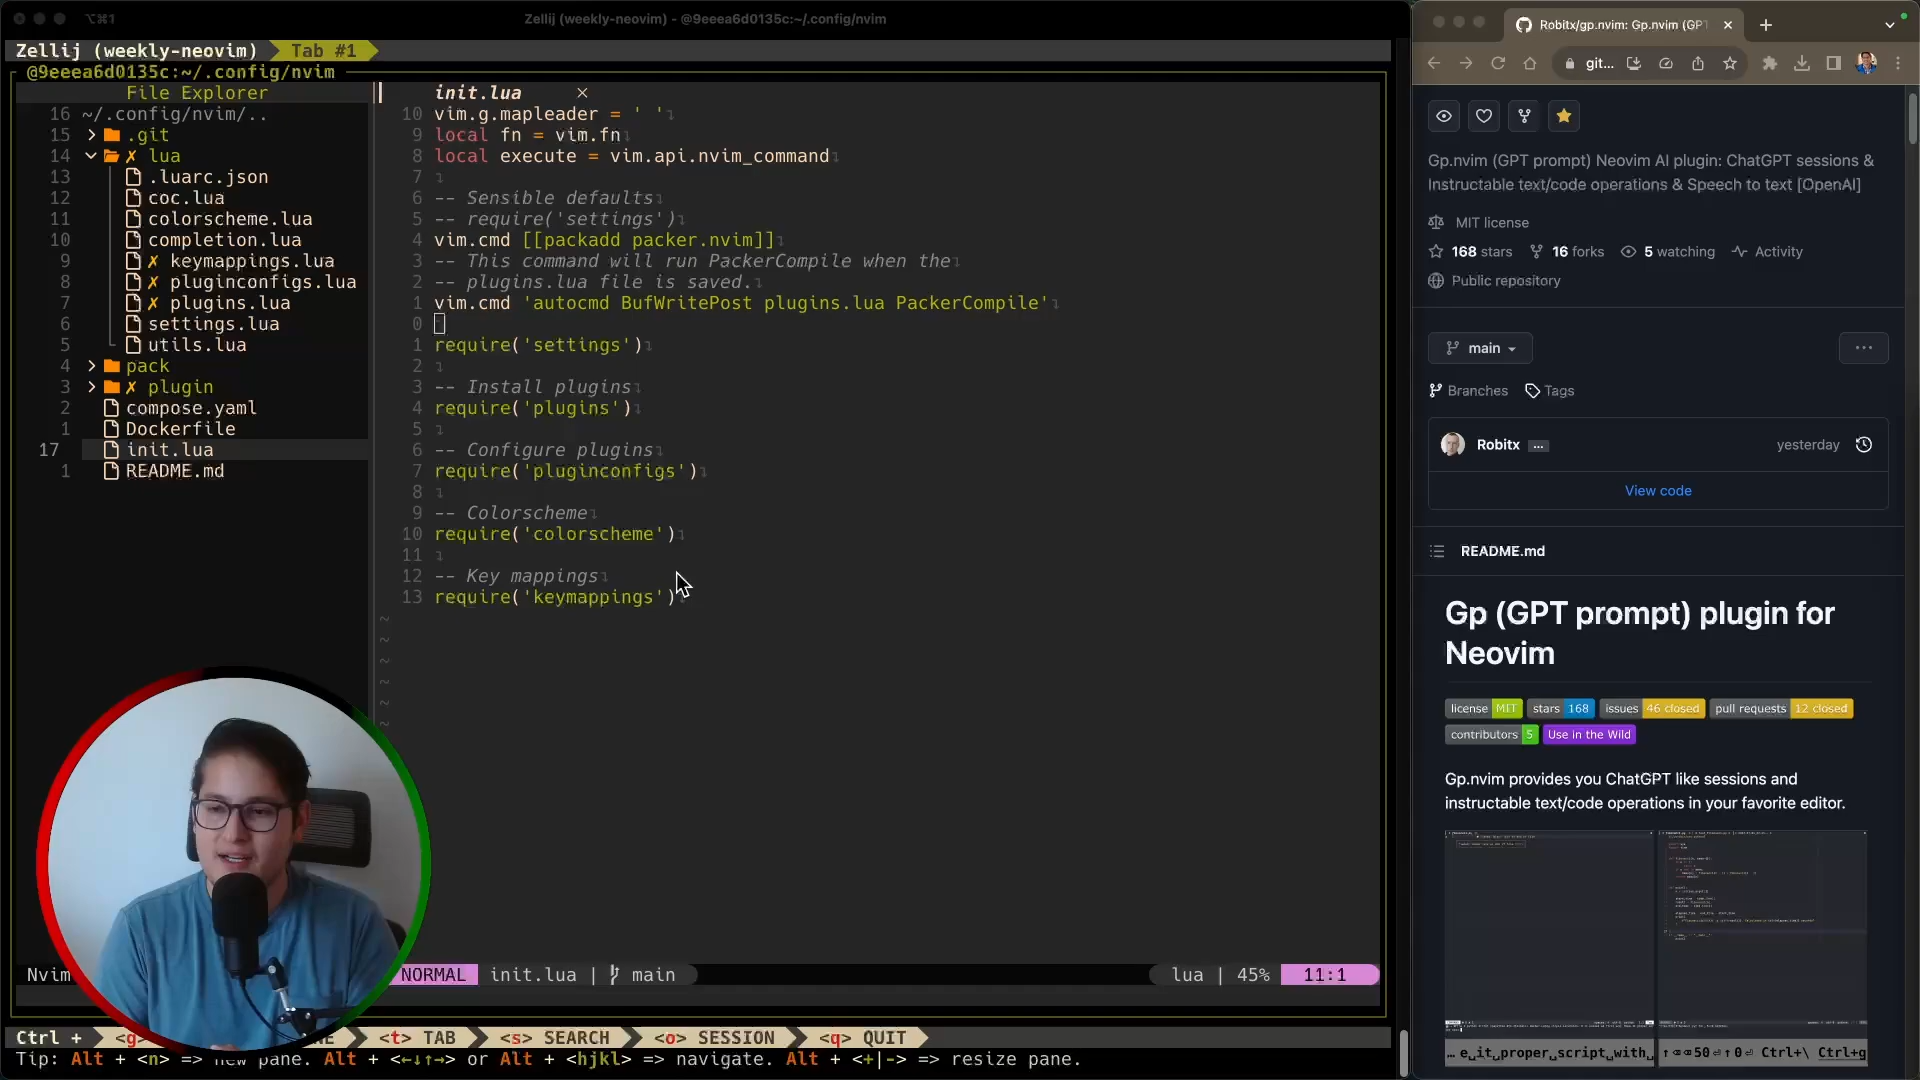 ⌥⌘1
Zellij (weekly-neovim) - @9eeea6d0135c:~/.config/nvim
Zellij (weekly-neovim) Tab #1
@9eeea6d0135c:~/.config/nvim
File Explorer
16 ~/.config/nvim/..
15 .git
14 ✗ lua
13 .luarc.json
12 coc.lua
11 colorscheme.lua
10 completion.lua
9 ✗ keymappings.lua
8 ✗ pluginconfigs.lua
7 ✗ plugins.lua
6 settings.lua
5 utils.lua
4 pack
3 ✗ plugin
2 compose.yaml
1 Dockerfile
17 init.lua
1 README.md
init.lua ×
10 vim.g.mapleader = ' '
9 local fn = vim.fn
8 local execute = vim.api.nvim_command
7
6 -- Sensible defaults
5 -- require('settings')
4 vim.cmd [[packadd packer.nvim]]
3 -- This command will run PackerCompile when the
2 -- plugins.lua file is saved.
1 vim.cmd 'autocmd BufWritePost plugins.lua PackerCompile'
0
1 require('settings')
2
3 -- Install plugins
4 require('plugins')
5
6 -- Configure plugins
7 require('pluginconfigs')
8
9 -- Colorscheme
10 require('colorscheme')
11
12 -- Key mappings
13 require('keymappings')
~
~
~
~
~
~
Nvim
NORMAL init.lua | main
lua | 45% 11:1
Ctrl + <g> <t> TAB <s> SEARCH <o> SESSION <q> QUIT
Tip: Alt + <n> => new pane. Alt + <←↓↑→> or Alt + <hjkl> => navigate. Alt + <+|-> => resize pane.
Robitx/gp.nvim: Gp.nvim (GPT
git...
Gp.nvim (GPT prompt) Neovim AI plugin: ChatGPT sessions &
Instructable text/code operations & Speech to text [OpenAI]
MIT license
168 stars 16 forks 5 watching Activity
Public repository
main
...
Branches Tags
Robitx ... yesterday
View code
README.md
Gp (GPT prompt) plugin for
Neovim
license MIT stars 168 issues 46 closed pull requests 12 closed
contributors 5 Use in the Wild
Gp.nvim provides you ChatGPT like sessions and
instructable text/code operations in your favorite editor.
… e␣it␣proper␣script␣with␣
↑⌫⌫50⏎↑0⏎ Ctrl+\ Ctrl+g